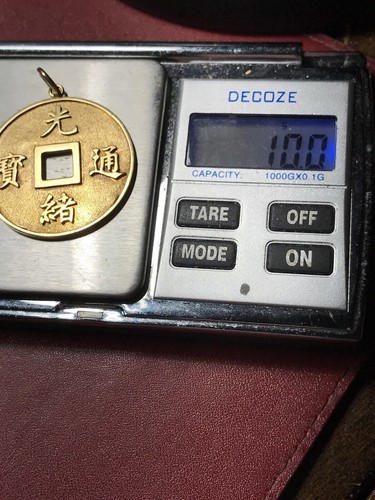 光
寶 通
緒
DECOZE
10.0
CAPACITY: 1000GX0.1G
TARE OFF
MODE ON